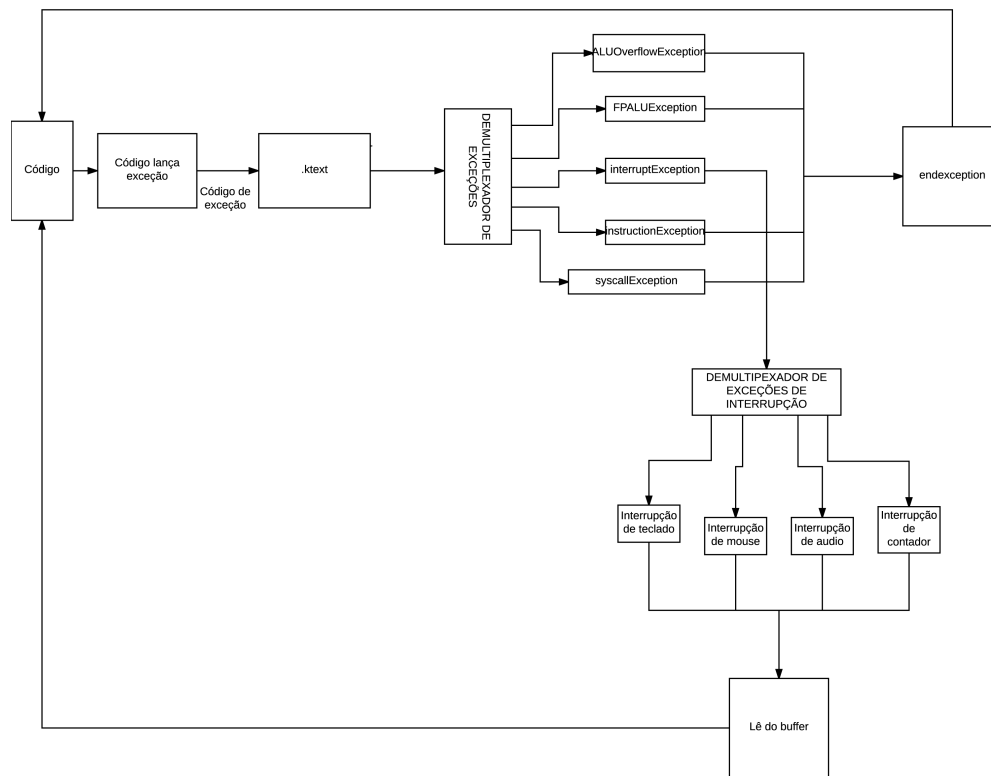 Código
Código lança
exceção
Código de
exceção
.ktext
DEMULTIPLEXADOR DE
EXCEÇÕES
ALUOverflowException
FPALUException
interruptException
instructionException
syscallException
endexception
DEMULTIPEXADOR DE
EXCEÇÕES DE
INTERRUPÇÃO
Interrupção
de teclado
Interrupção
de mouse
Interrupção
de audio
Interrupção
de
contador
Lê do buffer